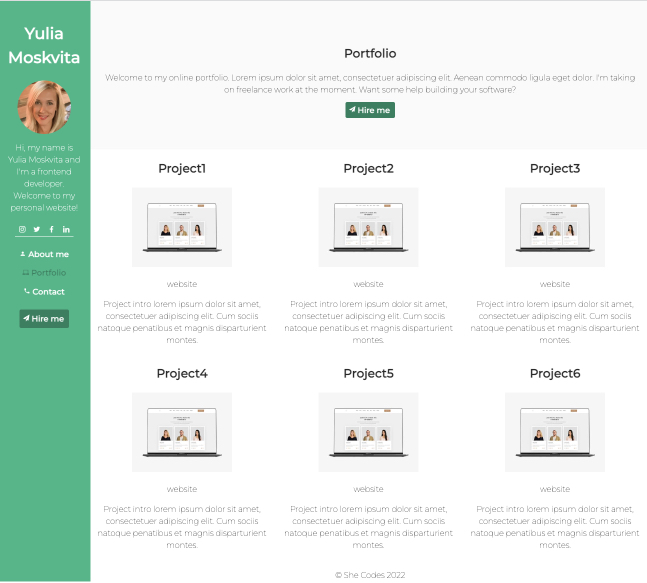 Yulia
Moskvita
Hi, my name is
Yulia Moskvita and
I'm a frontend
developer.
Welcome to my
personal website!
About me
Portfolio
Contact
Hire me
Portfolio
Welcome to my online portfolio. Lorem ipsum dolor sit amet, consectetuer adipiscing elit. Aenean commodo ligula eget dolor. I'm taking
on freelance work at the moment. Want some help building your software?
Hire me
Project1
website
Project intro lorem ipsum dolor sit amet,
consectetuer adipiscing elit. Cum sociis
natoque penatibus et magnis disparturient
montes.
Project2
website
Project intro lorem ipsum dolor sit amet,
consectetuer adipiscing elit. Cum sociis
natoque penatibus et magnis disparturient
montes.
Project3
website
Project intro lorem ipsum dolor sit amet,
consectetuer adipiscing elit. Cum sociis
natoque penatibus et magnis disparturient
montes.
Project4
website
Project intro lorem ipsum dolor sit amet,
consectetuer adipiscing elit. Cum sociis
natoque penatibus et magnis disparturient
montes.
Project5
website
Project intro lorem ipsum dolor sit amet,
consectetuer adipiscing elit. Cum sociis
natoque penatibus et magnis disparturient
montes.
Project6
website
Project intro lorem ipsum dolor sit amet,
consectetuer adipiscing elit. Cum sociis
natoque penatibus et magnis disparturient
montes.
© She Codes 2022